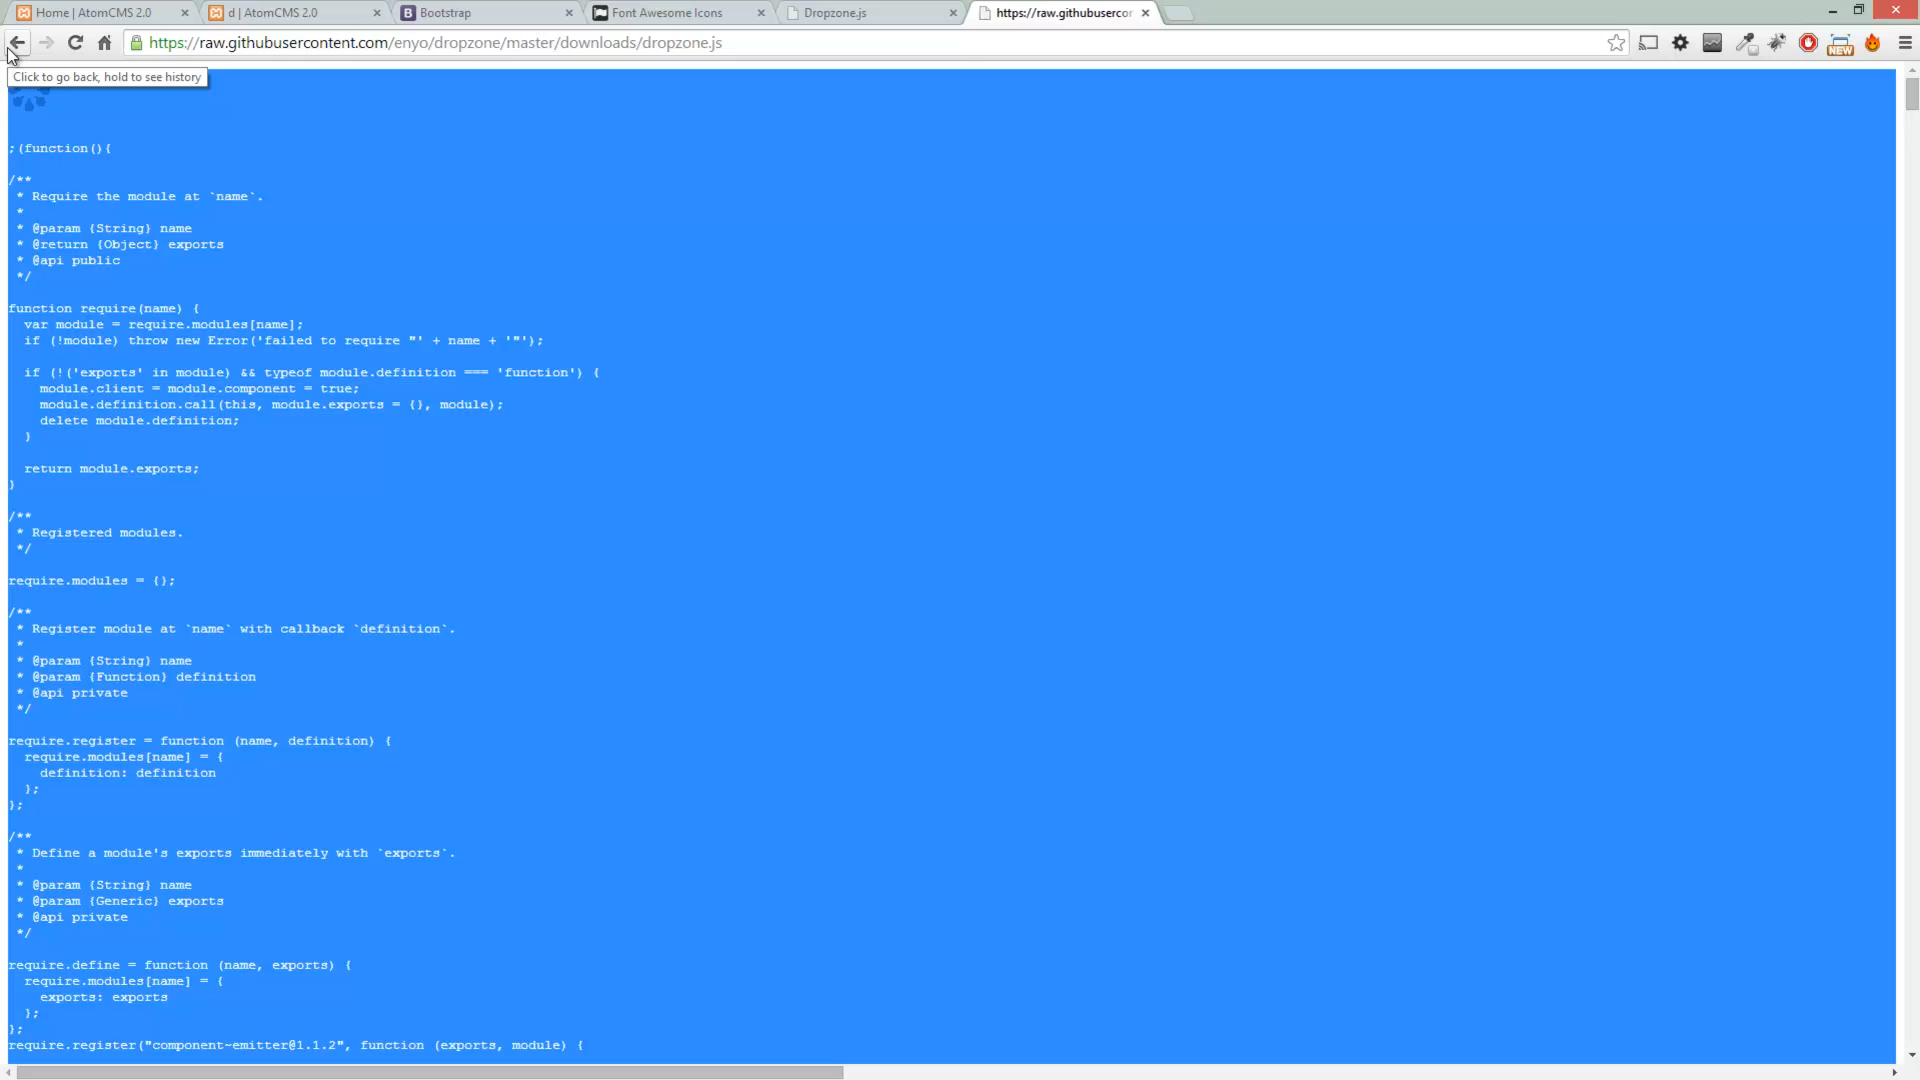 Home | AtomCMS 2.0
d | AtomCMS 2.0
Bootstrap
Font Awesome Icons
Dropzone.js
https://raw.githubusercor
https://raw.githubusercontent.com/enyo/dropzone/master/downloads/dropzone.js
NEW
Click to go back, hold to see history
;(function(){
/**
 * Require the module at `name`.
 *
 * @param {String} name
 * @return {Object} exports
 * @api public
 */
function require(name) {
  var module = require.modules[name];
  if (!module) throw new Error('failed to require "' + name + '"');
  if (!('exports' in module) && typeof module.definition === 'function') {
    module.client = module.component = true;
    module.definition.call(this, module.exports = {}, module);
    delete module.definition;
  }
  return module.exports;
}
/**
 * Registered modules.
 */
require.modules = {};
/**
 * Register module at `name` with callback `definition`.
 *
 * @param {String} name
 * @param {Function} definition
 * @api private
 */
require.register = function (name, definition) {
  require.modules[name] = {
    definition: definition
  };
};
/**
 * Define a module's exports immediately with `exports`.
 *
 * @param {String} name
 * @param {Generic} exports
 * @api private
 */
require.define = function (name, exports) {
  require.modules[name] = {
    exports: exports
  };
};
require.register("component~emitter@1.1.2", function (exports, module) {